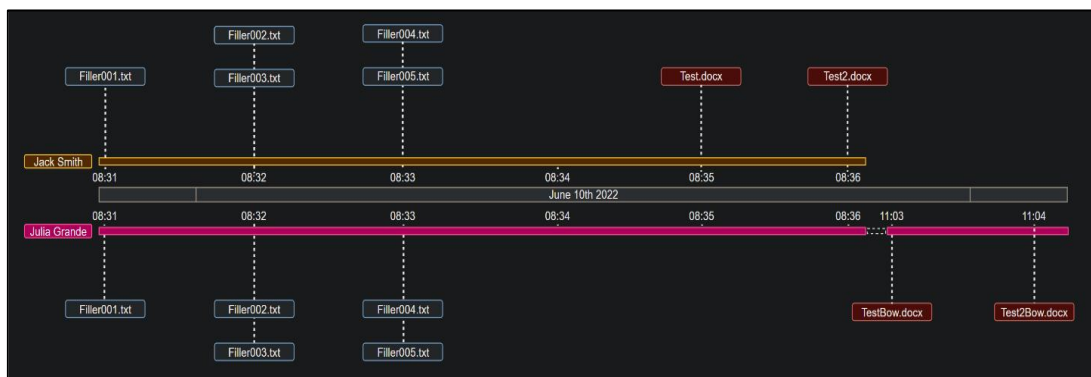 Filler002.txt Filler004.txt
Filler001.txt Filler003.txt Filler005.txt Test.docx Test2.docx
Jack Smith
08:31 08:32 08:33 08:34 08:35 08:36
June 10th 2022
08:31 08:32 08:33 08:34 08:35 08:36 11:03 11:04
Julia Grande
Filler001.txt Filler002.txt Filler004.txt TestBow.docx Test2Bow.docx
Filler003.txt Filler005.txt